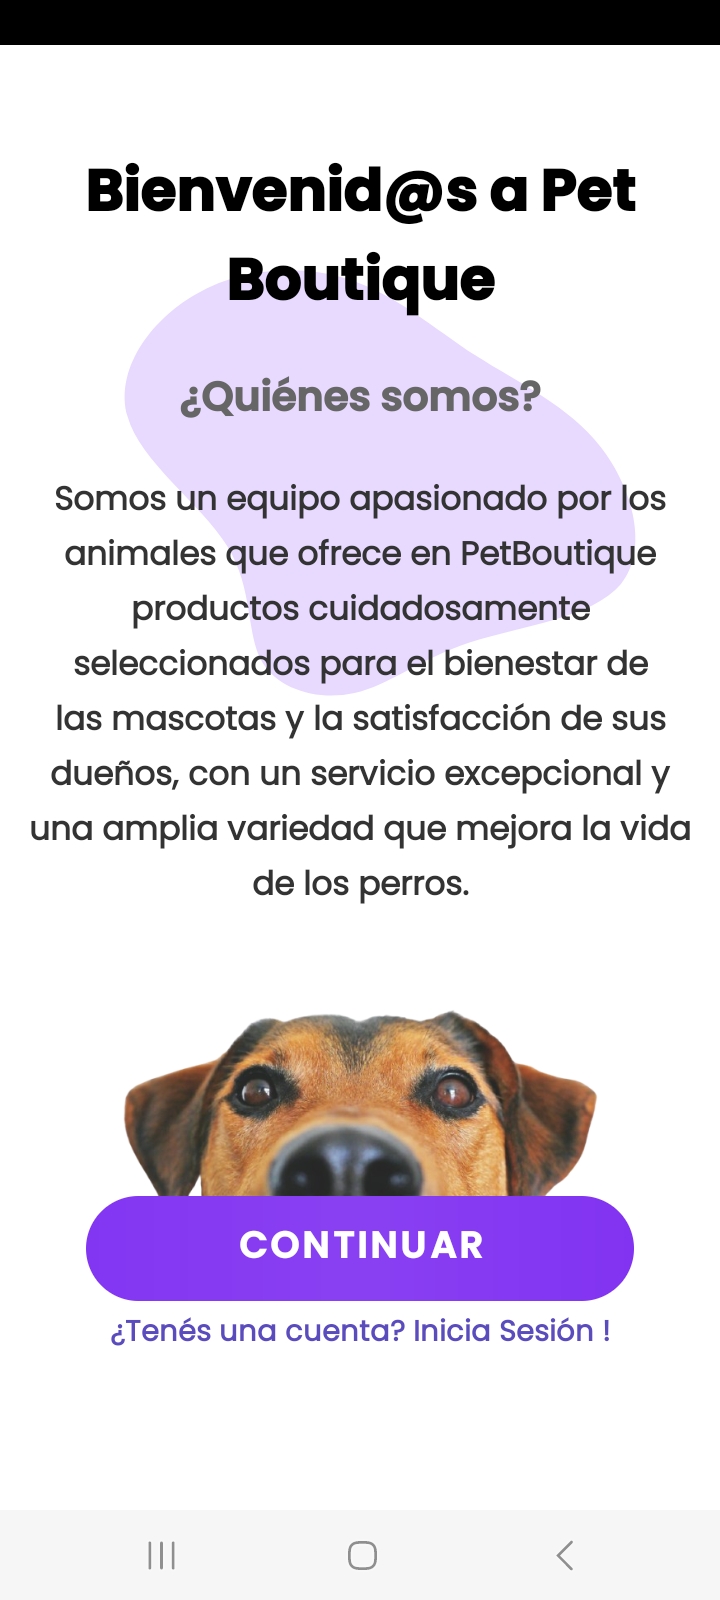 Bienvenid@s a Pet
Boutique
¿Quiénes somos?
Somos un equipo apasionado por los
animales que ofrece en PetBoutique
productos cuidadosamente
seleccionados para el bienestar de
las mascotas y la satisfacción de sus
dueños, con un servicio excepcional y
una amplia variedad que mejora la vida
de los perros.
CONTINUAR
¿Tenés una cuenta? Inicia Sesión !